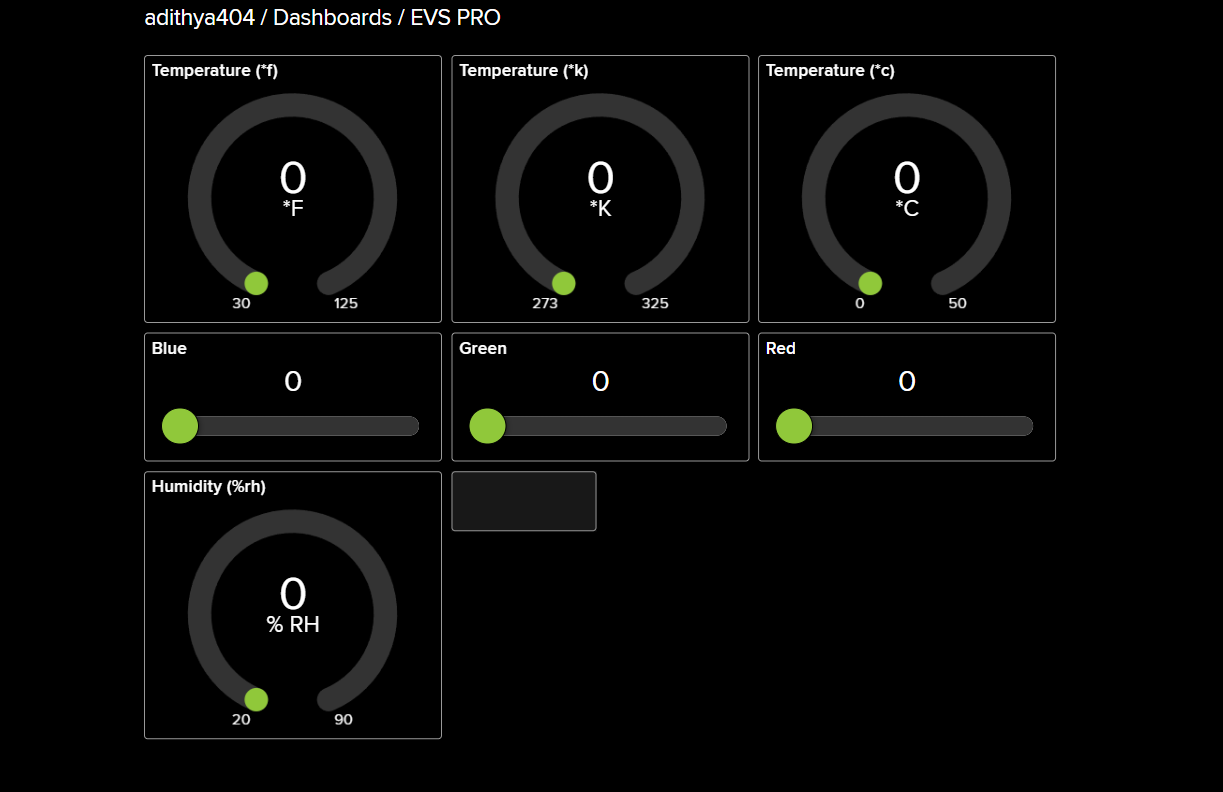 adithya404 / Dashboards / EVS PRO
Temperature (*f)
0
*F
30
125
Temperature (*k)
0
*K
273
325
Temperature (*c)
0
*C
0
50
Blue
0
Green
0
Red
0
Humidity (%rh)
0
% RH
20
90